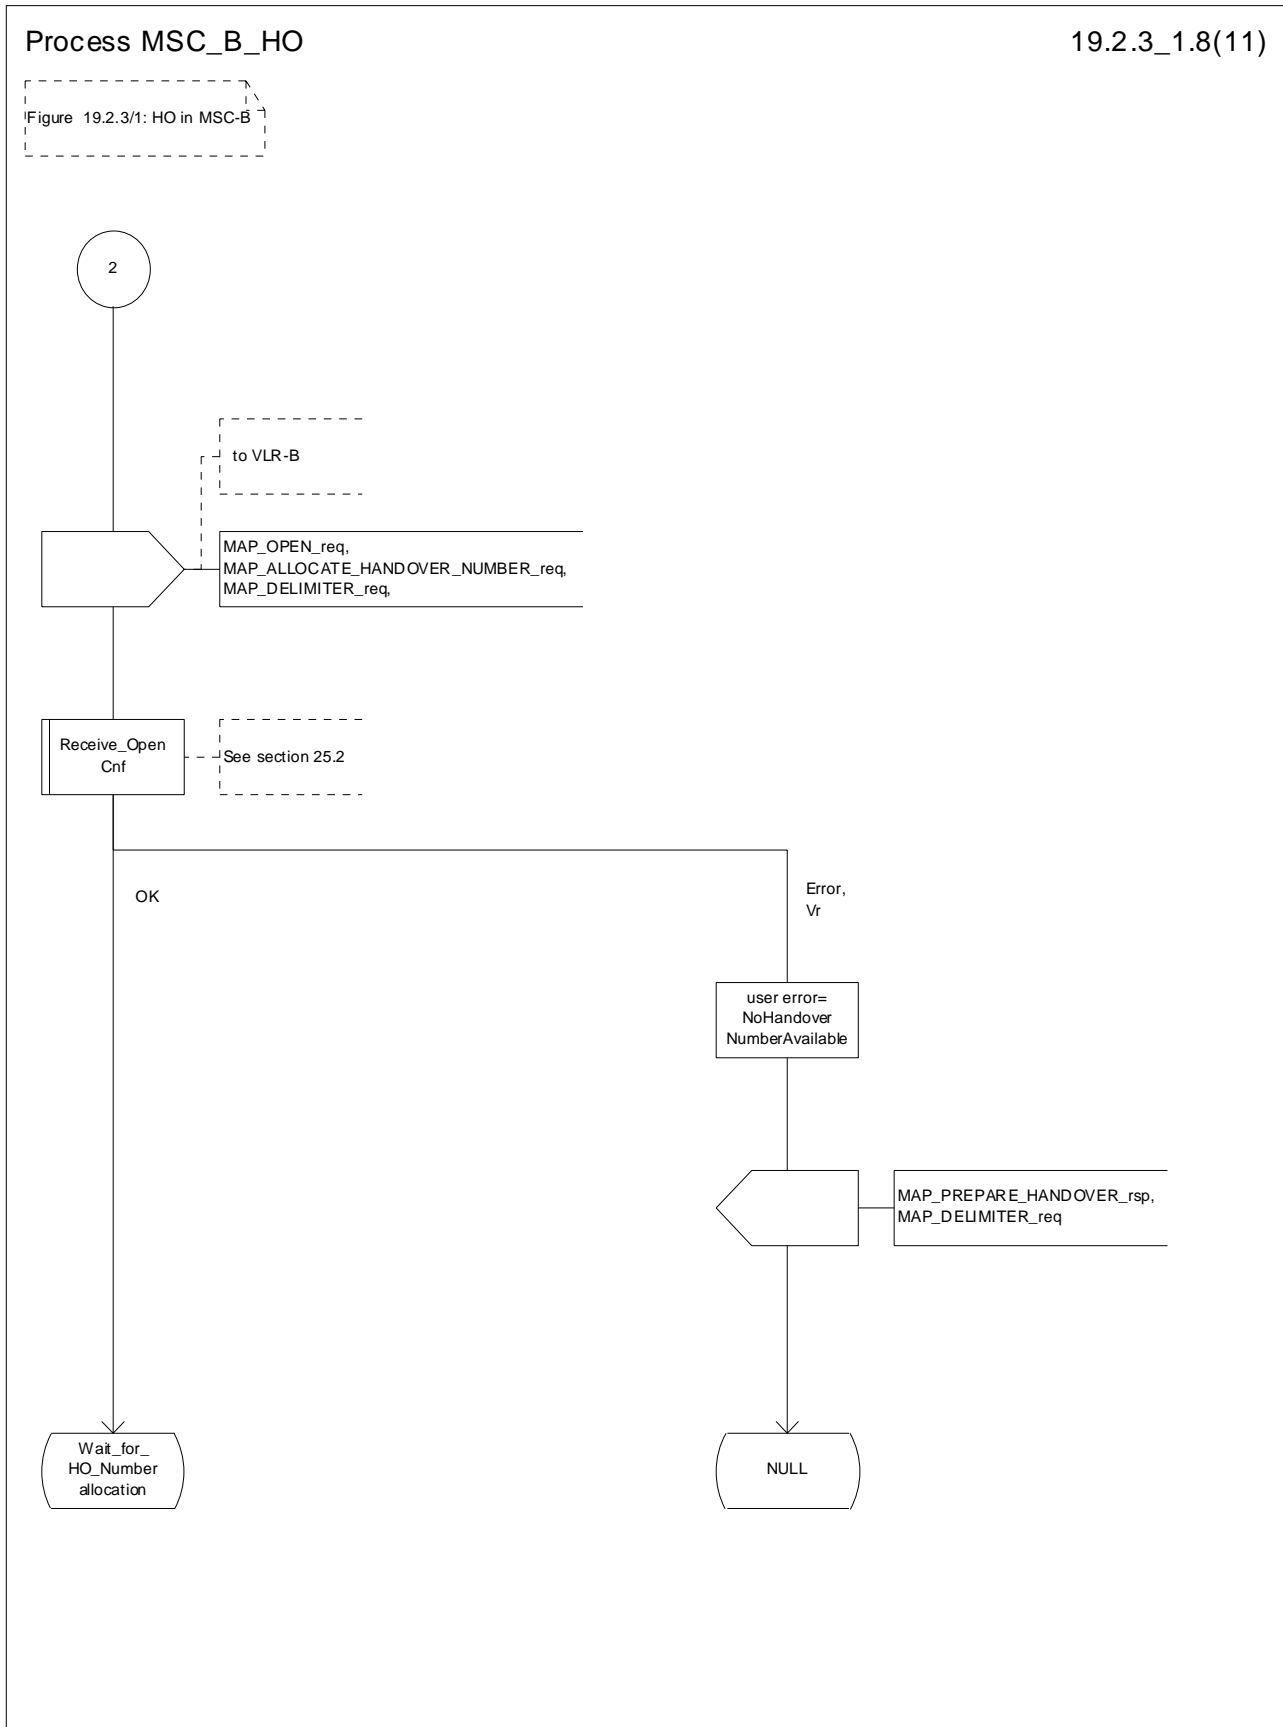 Process MSC_B_HO
19.2.3_1.8(11)
Figure 19.2.3/1: HO in MSC-B
2
to VLR-B
MAP_OPEN_req,
MAP_ALLOCATE_HANDOVER_NUMBER_req,
MAP_DELIMITER_req,
Receive_Open
Cnf
See section 25.2
OK
Error,
Vr
user error=
NoHandover
NumberAvailable
MAP_PREPARE_HANDOVER_rsp,
MAP_DELIMITER_req
Wait_for_
HO_Number
allocation
NULL